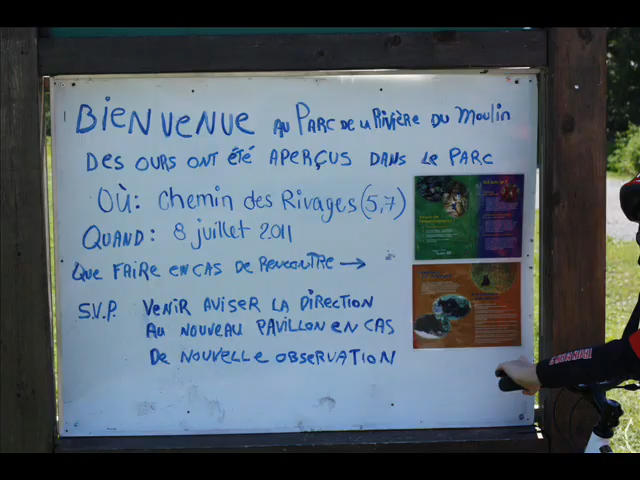 BIENVENUE AU PARC DE LA RIVIÈRE DU MOULIN
DES OURS ONT ÉTÉ APERÇUS DANS LE PARC
OÙ: Chemin des Rivages (5,7)
QUAND: 8 juillet 2011
QUE FAIRE EN CAS DE RENCONTRE →
S.V.P. VENIR AVISER LA DIRECTION
AU NOUVEAU PAVILLON EN CAS
DE NOUVELLE OBSERVATION